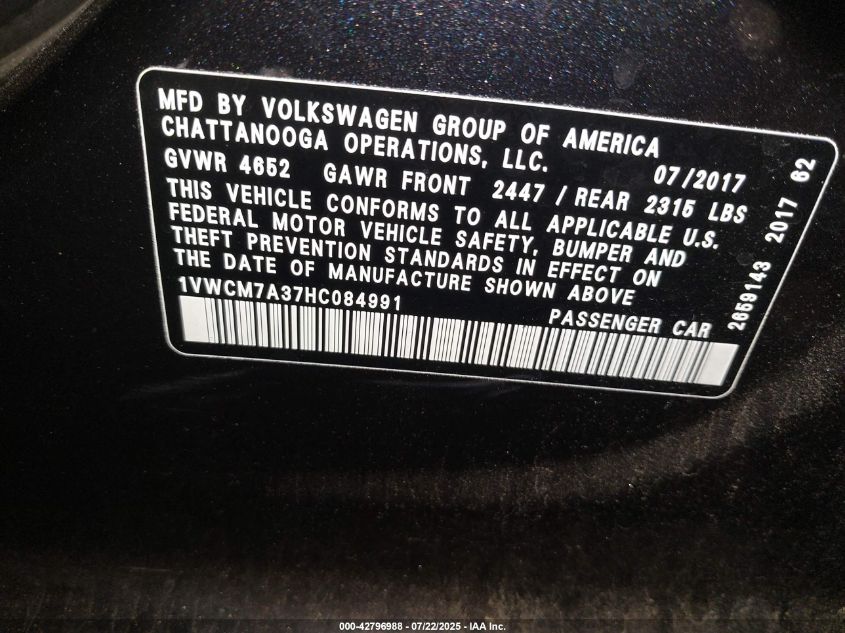 MFD BY VOLKSWAGEN GROUP OF AMERICA
CHATTANOOGA OPERATIONS, LLC. 07/2017
GVWR 4652 GAWR FRONT 2447 / REAR 2315 LBS
THIS VEHICLE CONFORMS TO ALL APPLICABLE U.S.
FEDERAL MOTOR VEHICLE SAFETY, BUMPER AND
THEFT PREVENTION STANDARDS IN EFFECT ON
THE DATE OF MANUFACTURE SHOWN ABOVE
1VWCM7A37HC084991 PASSENGER CAR
2659143 2017 62
000-42796988 - 07/22/2025 - IAA Inc.